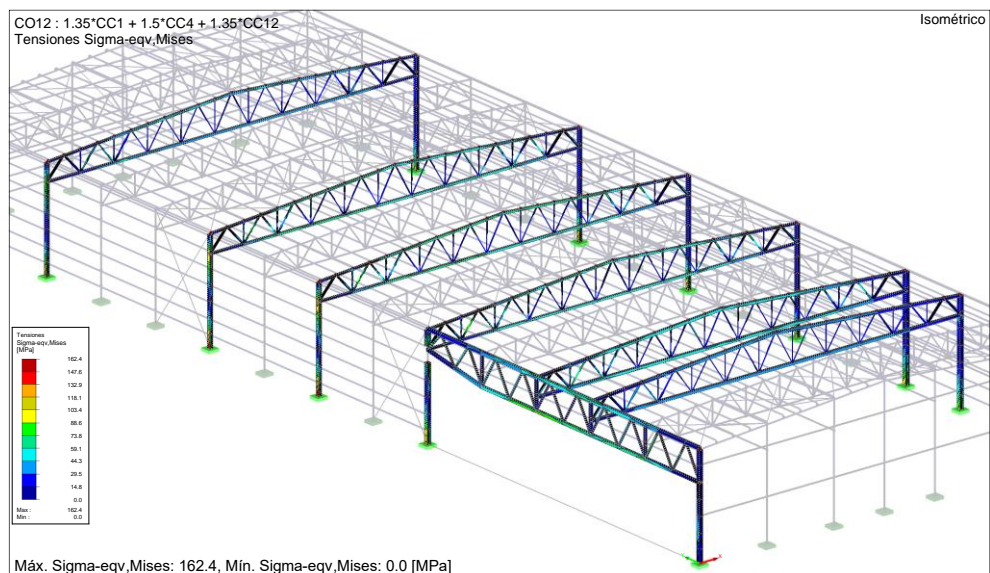 CO12 : 1.35*CC1 + 1.5*CC4 + 1.35*CC12
Tensiones Sigma-eqv,Mises
Isométrico
Tensiones
Sigma-eqv,Mises
[MPa]
162.4
147.6
132.9
118.1
103.4
88.6
73.8
59.1
44.3
29.5
14.8
0.0
Max : 162.4
Min : 0.0
Máx. Sigma-eqv,Mises: 162.4, Mín. Sigma-eqv,Mises: 0.0 [MPa]